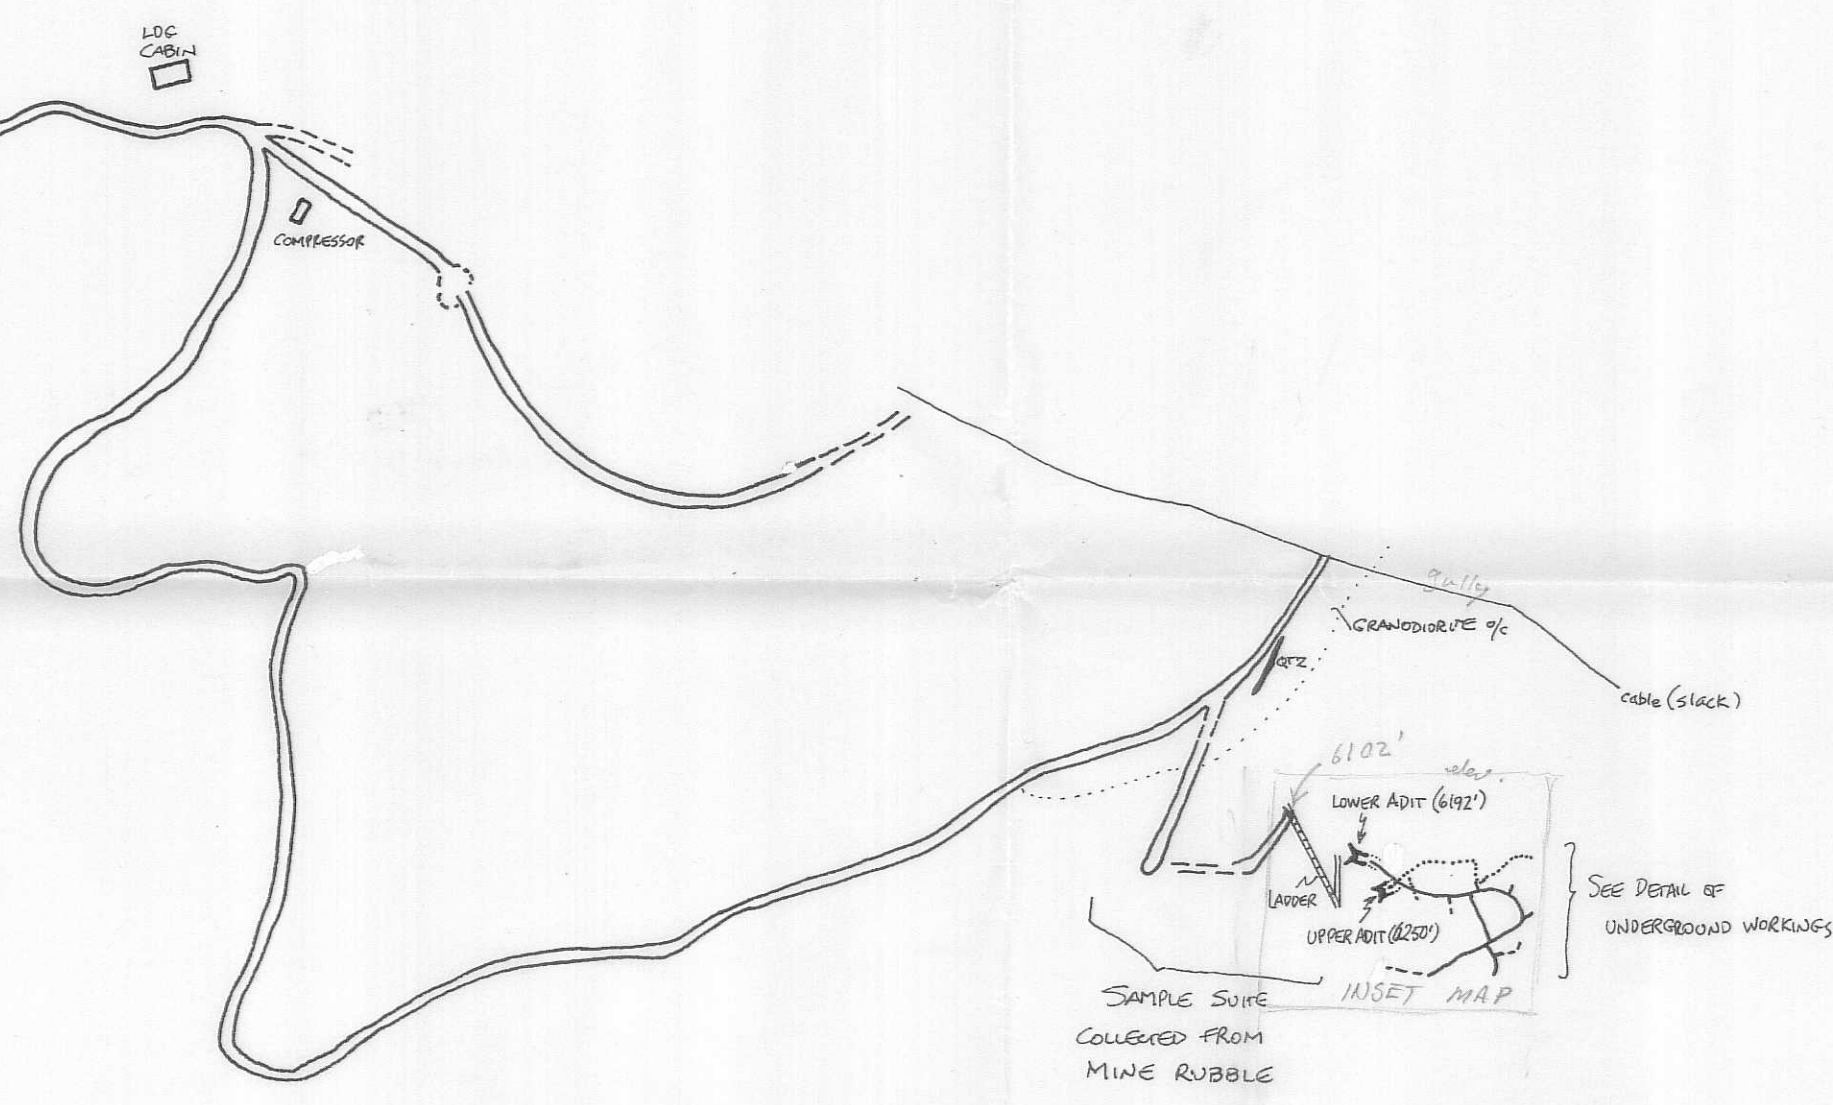 LOG
CABIN
COMPRESSOR
gully
GRANODIORITE o/c
QTZ
cable (slack)
6102'
elev.
LOWER ADIT (6192')
LADDER
UPPER ADIT (6250')
SEE DETAIL OF
UNDERGROUND WORKINGS
INSET MAP
SAMPLE SUITE
COLLECTED FROM
MINE RUBBLE